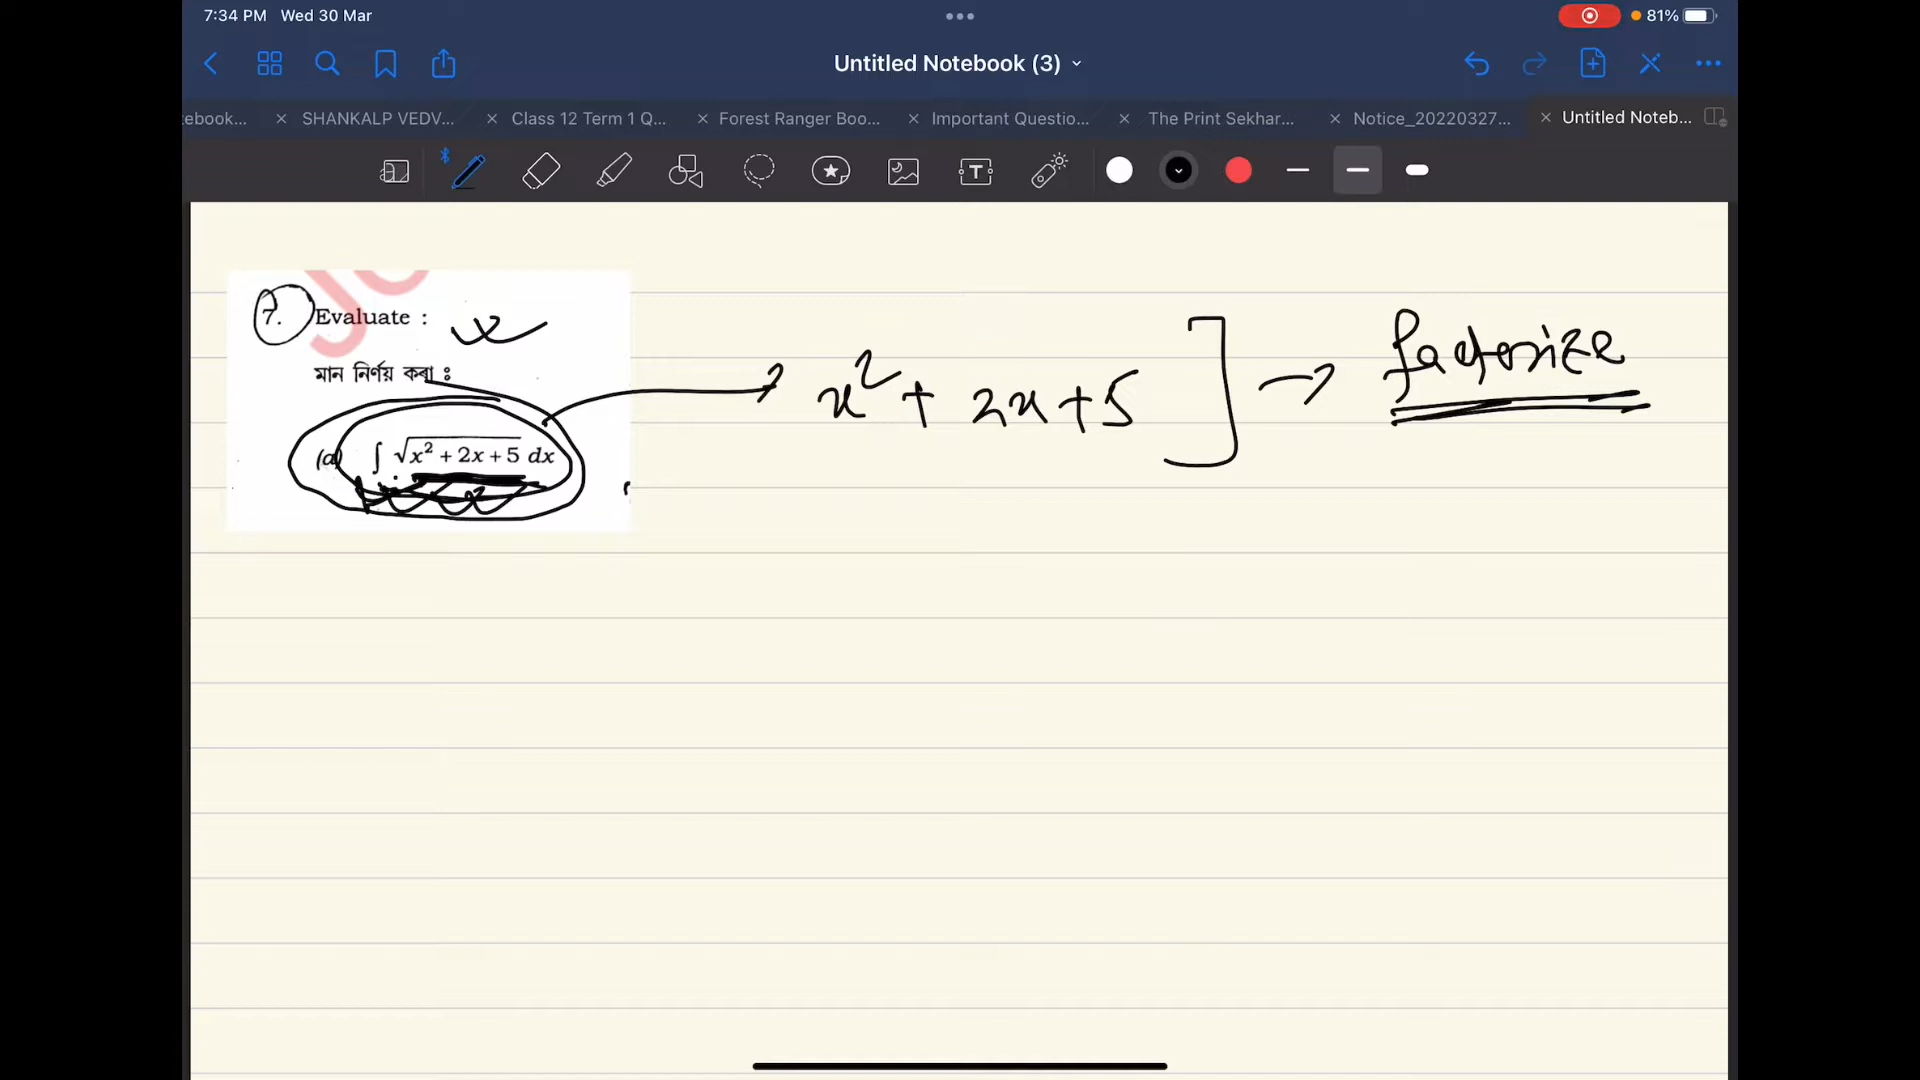 7:34 PM Wed 30 Mar
81%
Untitled Notebook (3)
tebook...
SHANKALP VEDV...
Class 12 Term 1 Q...
Forest Ranger Boo...
Important Questio...
The Print Sekhar...
Notice_20220327...
Untitled Noteb...
7. Evaluate :
মান নিৰ্ণয় কৰা :
(a) ∫ √x² + 2x + 5 dx
x² + 2x + 5 ] → factorize